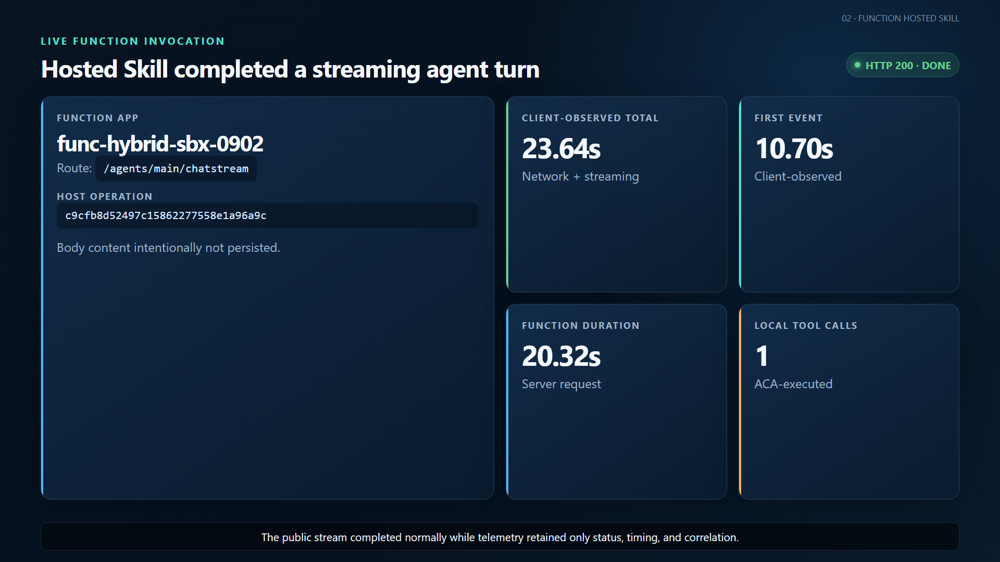 02 · FUNCTION HOSTED SKILL
LIVE FUNCTION INVOCATION
Hosted Skill completed a streaming agent turn
HTTP 200 · DONE
FUNCTION APP
func-hybrid-sbx-0902
Route: /agents/main/chatstream
HOST OPERATION
c9cfb8d52497c15862277558e1a96a9c
Body content intentionally not persisted.
CLIENT-OBSERVED TOTAL
23.64s
Network + streaming
FIRST EVENT
10.70s
Client-observed
FUNCTION DURATION
20.32s
Server request
LOCAL TOOL CALLS
1
ACA-executed
The public stream completed normally while telemetry retained only status, timing, and correlation.